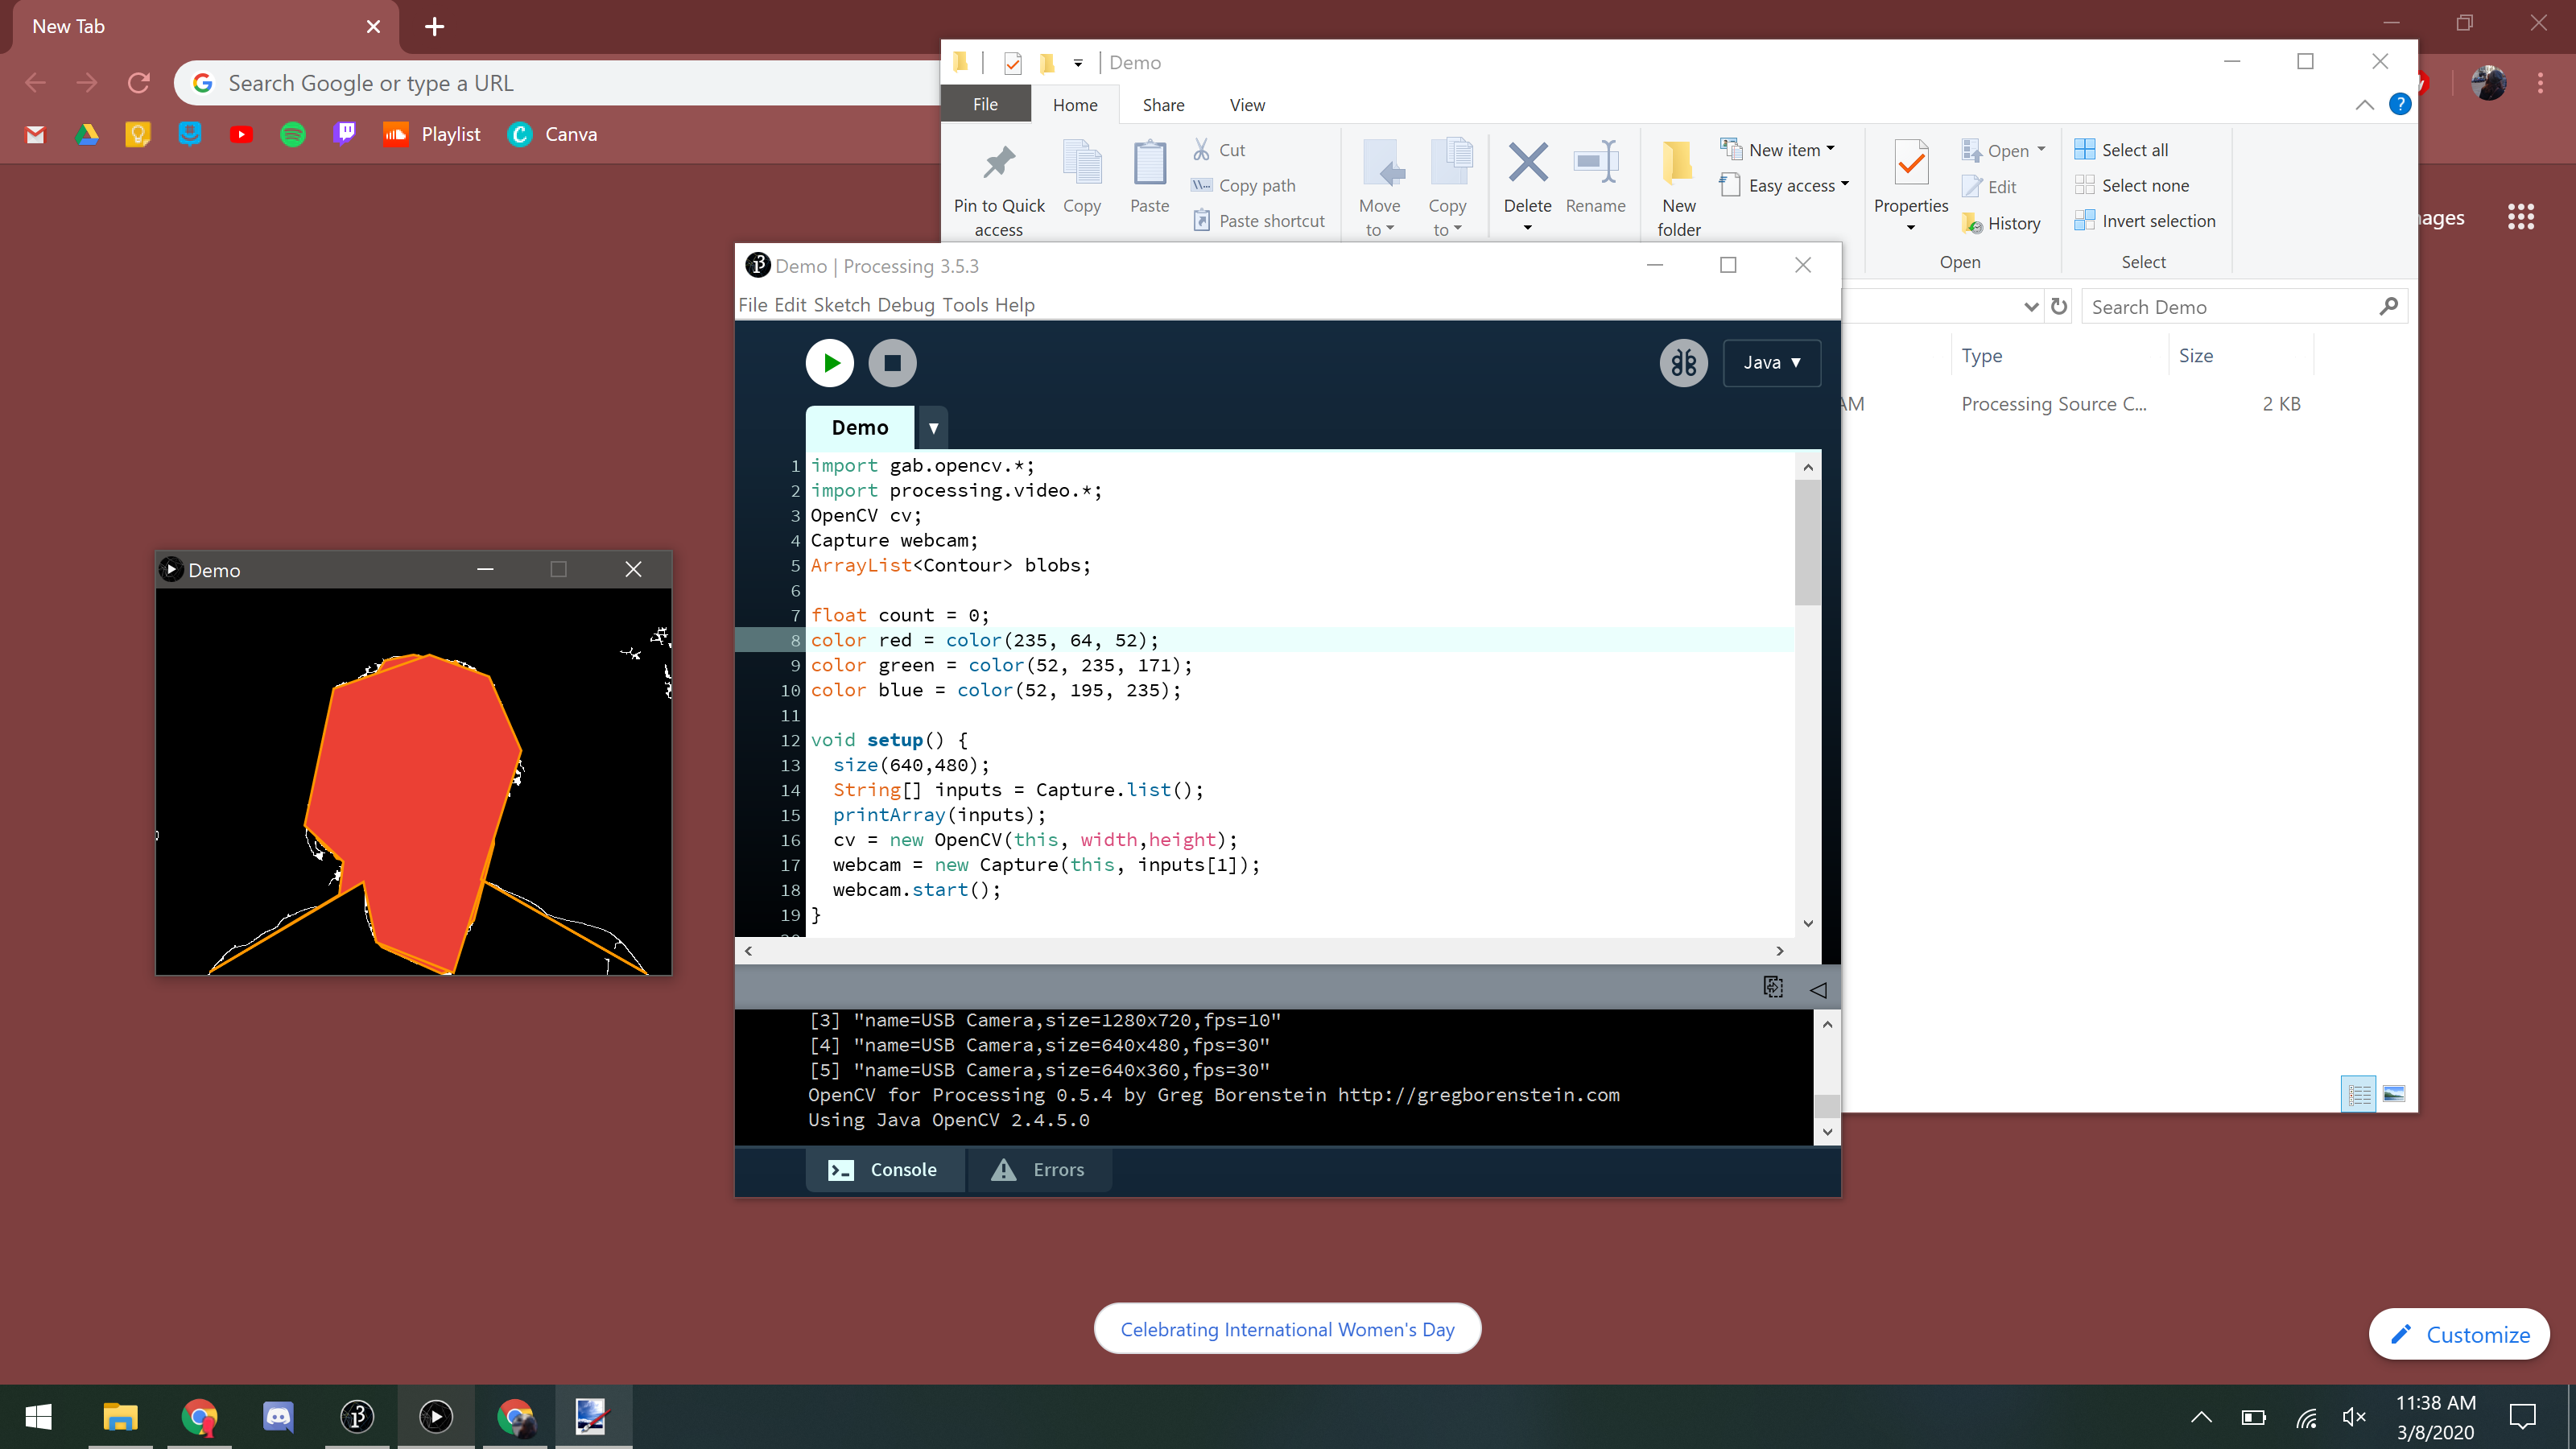 New Tab
Search Google or type a URL
Playlist
Canva
Demo
File
Home
Share
View
Pin to Quick access
Copy
Paste
Cut
Copy path
Paste shortcut
Move to
Copy to
Delete
Rename
New folder
New item
Easy access
Properties
Open
Edit
History
Select all
Select none
Invert selection
Open
Select
ages
Search Demo
Type
Size
AM
Processing Source C...
2 KB
Demo | Processing 3.5.3
File Edit Sketch Debug Tools Help
Java
Demo
1 import gab.opencv.*;
2 import processing.video.*;
3 OpenCV cv;
4 Capture webcam;
5 ArrayList<Contour> blobs;
6
7 float count = 0;
8 color red = color(235, 64, 52);
9 color green = color(52, 235, 171);
10 color blue = color(52, 195, 235);
11
12 void setup() {
13 size(640,480);
14 String[] inputs = Capture.list();
15 printArray(inputs);
16 cv = new OpenCV(this, width,height);
17 webcam = new Capture(this, inputs[1]);
18 webcam.start();
19 }
[3] "name=USB Camera,size=1280x720,fps=10"
[4] "name=USB Camera,size=640x480,fps=30"
[5] "name=USB Camera,size=640x360,fps=30"
OpenCV for Processing 0.5.4 by Greg Borenstein http://gregborenstein.com
Using Java OpenCV 2.4.5.0
Console
Errors
Demo
Celebrating International Women's Day
Customize
11:38 AM
3/8/2020